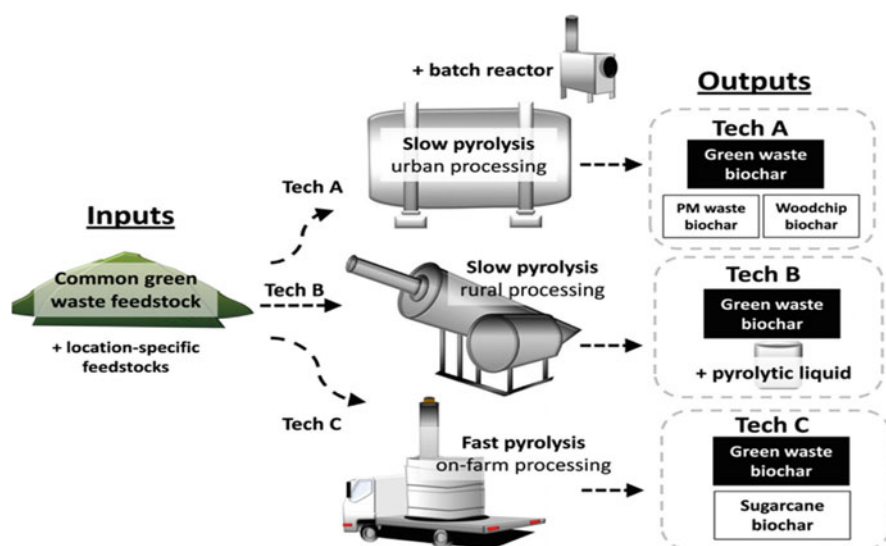 Inputs
Common green
waste feedstock
+ location-specific
feedstocks
Tech A
Tech B
Tech C
+ batch reactor
Slow pyrolysis
urban processing
Slow pyrolysis
rural processing
Fast pyrolysis
on-farm processing
Outputs
Tech A
Green waste
biochar
PM waste
biochar
Woodchip
biochar
Tech B
Green waste
biochar
+ pyrolytic liquid
Tech C
Green waste
biochar
Sugarcane
biochar